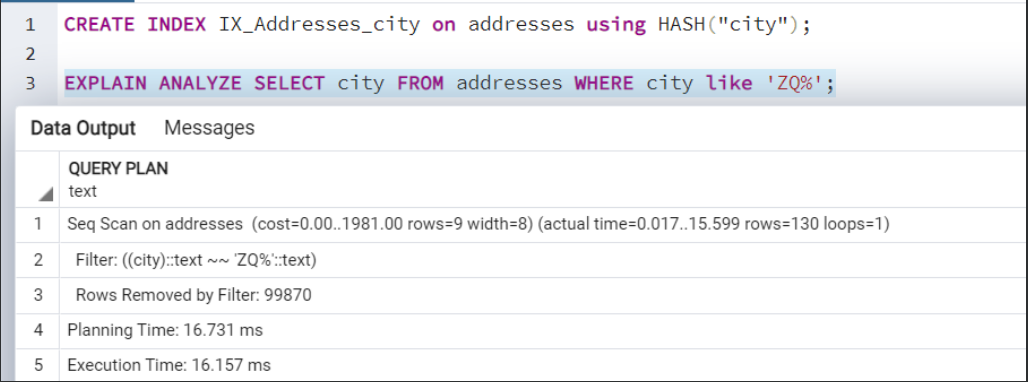 1 CREATE INDEX IX_Addresses_city on addresses using HASH("city");
2
3 EXPLAIN ANALYZE SELECT city FROM addresses WHERE city like 'ZQ%';
Data Output Messages
QUERY PLAN
text
1 Seq Scan on addresses (cost=0.00..1981.00 rows=9 width=8) (actual time=0.017..15.599 rows=130 loops=1)
2 Filter: ((city)::text ~~ 'ZQ%'::text)
3 Rows Removed by Filter: 99870
4 Planning Time: 16.731 ms
5 Execution Time: 16.157 ms